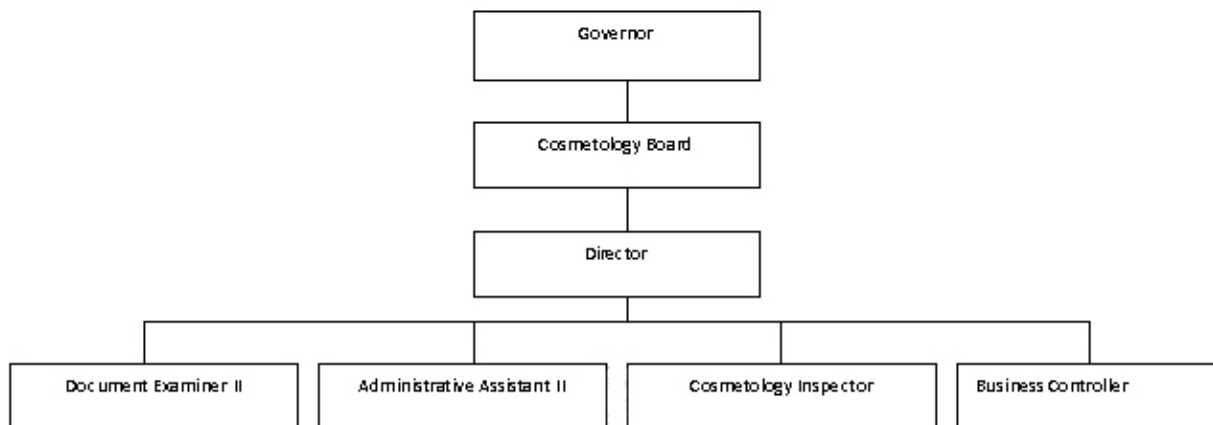 Governor
Cosmetology Board
Director
Document Examiner II
Administrative Assistant II
Cosmetology Inspector
Business Controller